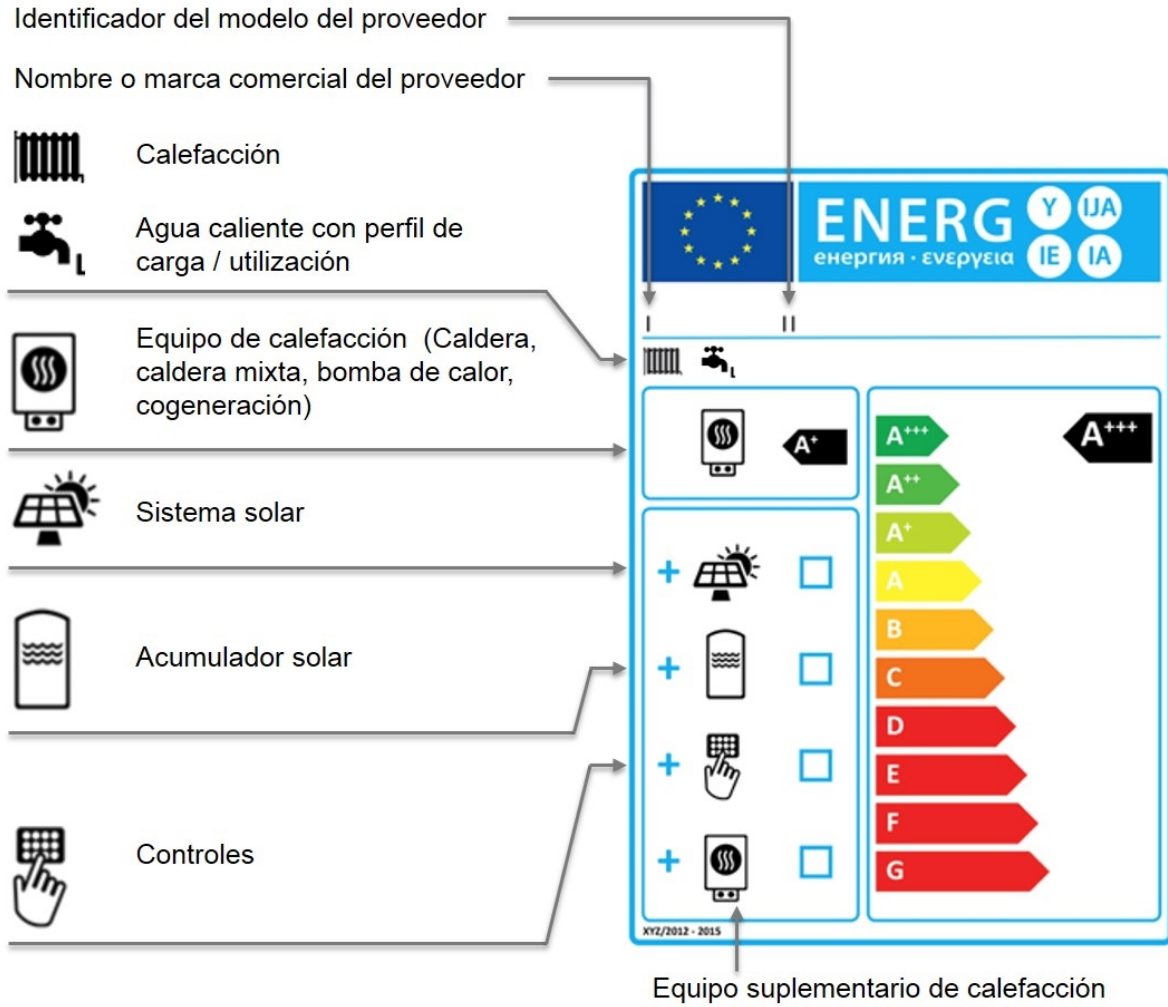 Identificador del modelo del proveedor
Nombre o marca comercial del proveedor
Calefacción
Agua caliente con perfil de
carga / utilización
Equipo de calefacción (Caldera,
caldera mixta, bomba de calor,
cogeneración)
Sistema solar
Acumulador solar
Controles
ENERG
енергия · ενεργεια
Y
IJA
IE
IA
I
II
L
A+
A+++
A+++
A++
A+
A
B
C
D
E
F
G
XYZ/2012 - 2015
Equipo suplementario de calefacción